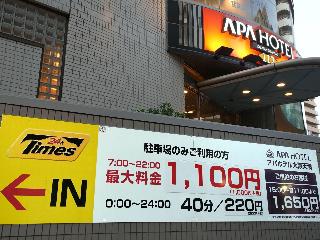 APA HOTEL
24h
Times
IN
駐車場のみご利用の方
7:00〜22:00
最大料金 1,100円
0:00〜24:00 40分/220円
APA HOTEL
1,650円